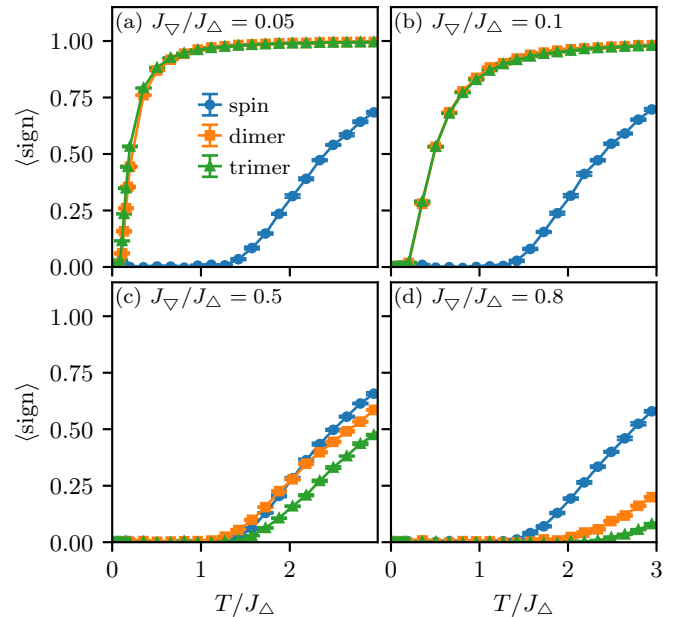 (a) J▽/J△ = 0.05
(b) J▽/J△ = 0.1
1.00
0.75
0.50
0.25
0.00
⟨sign⟩
spin
dimer
trimer
(c) J▽/J△ = 0.5
(d) J▽/J△ = 0.8
1.00
0.75
0.50
0.25
0.00
⟨sign⟩
0
1
2
0
1
2
3
T/J△
T/J△